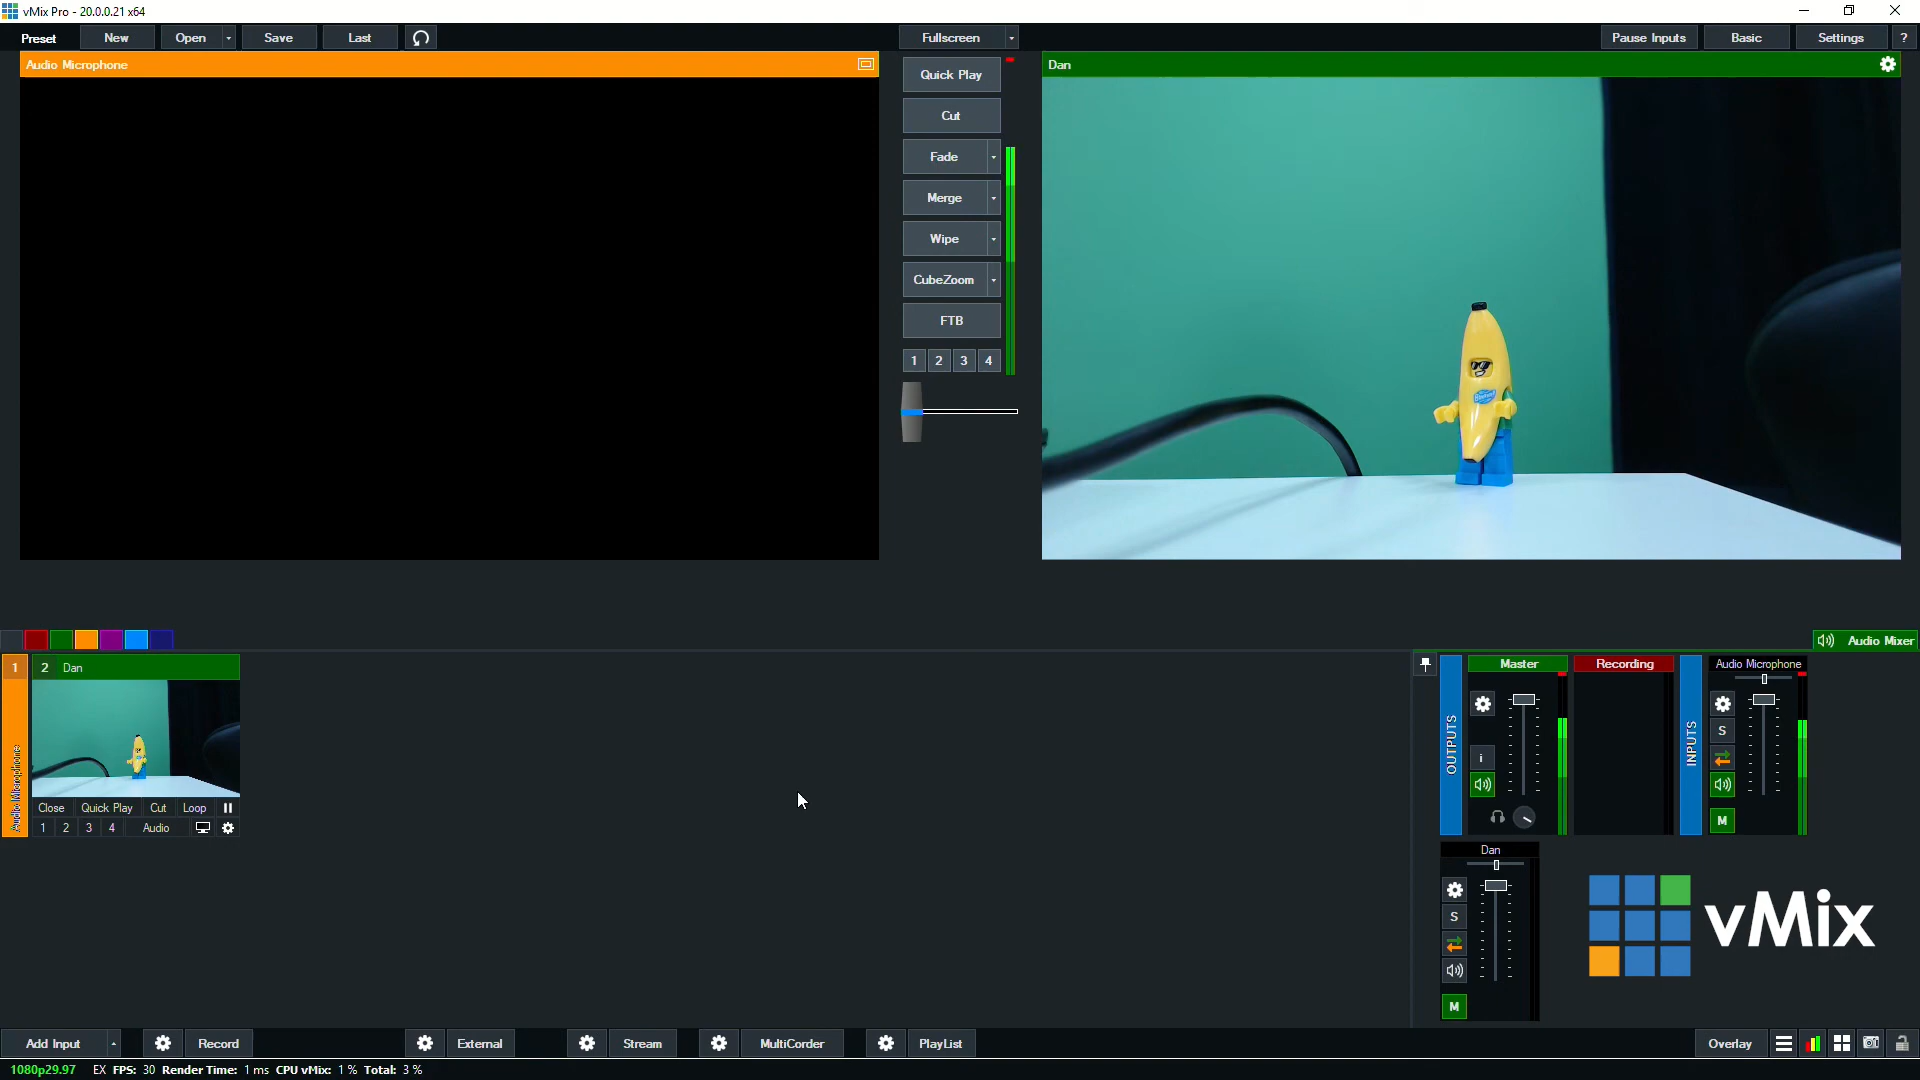 vMix Pro - 20.0.0.21 x64
Preset New Open Save Last Fullscreen Pause Inputs Basic Settings ?
Audio Microphone
Quick Play
Cut
Fade
Merge
Wipe
CubeZoom
FTB
1 2 3 4
Dan
Audio Mixer
1 Audio Microphone
2 Dan
Close Quick Play Cut Loop
1 2 3 4 Audio
OUTPUTS
Master
i
Recording
INPUTS
Audio Microphone
S
M
Dan
S
M
vMix
Add Input Record External Stream MultiCorder PlayList Overlay
1080p29.97 EX FPS: 30 Render Time: 1 ms CPU vMix: 1 % Total: 3 %